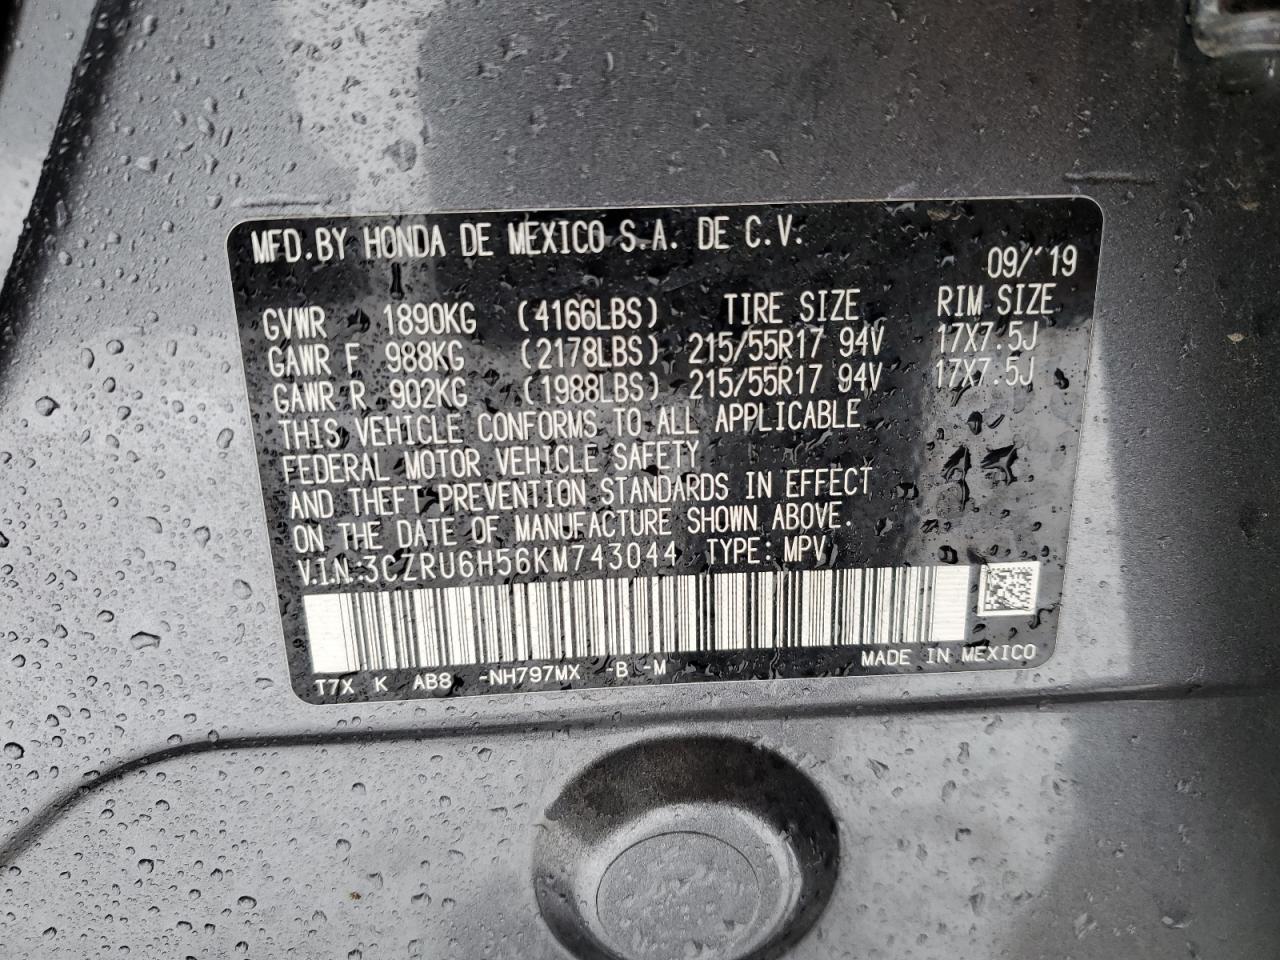 MFD.BY HONDA DE MEXICO S.A. DE C.V.
09/'19
GVWR 1890KG (4166LBS) TIRE SIZE RIM SIZE
GAWR F 988KG (2178LBS) 215/55R17 94V 17X7.5J
GAWR R 902KG (1988LBS) 215/55R17 94V 17X7.5J
THIS VEHICLE CONFORMS TO ALL APPLICABLE
FEDERAL MOTOR VEHICLE SAFETY
AND THEFT PREVENTION STANDARDS IN EFFECT
ON THE DATE OF MANUFACTURE SHOWN ABOVE.
V.I.N.:3CZRU6H56KM743044 TYPE: MPV
T7X K AB8 -NH797MX -B -M MADE IN MEXICO